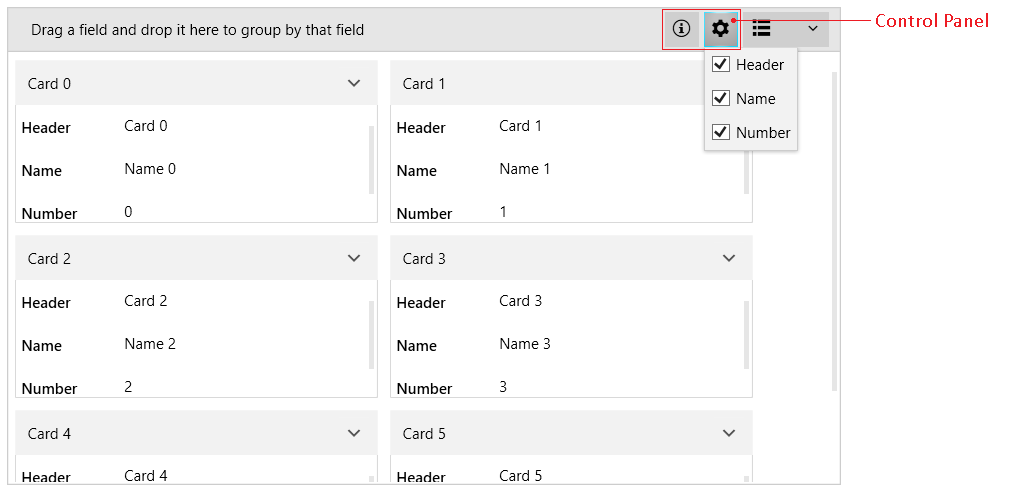 Drag a field and drop it here to group by that field
Control Panel
Header
Name
Number
Card 0
Card 1
Header Card 0
Header Card 1
Name Name 0
Name Name 1
Number 0
Number 1
Card 2
Card 3
Header Card 2
Header Card 3
Name Name 2
Name Name 3
Number 2
Number 3
Card 4
Card 5
Header Card 4
Header Card 5